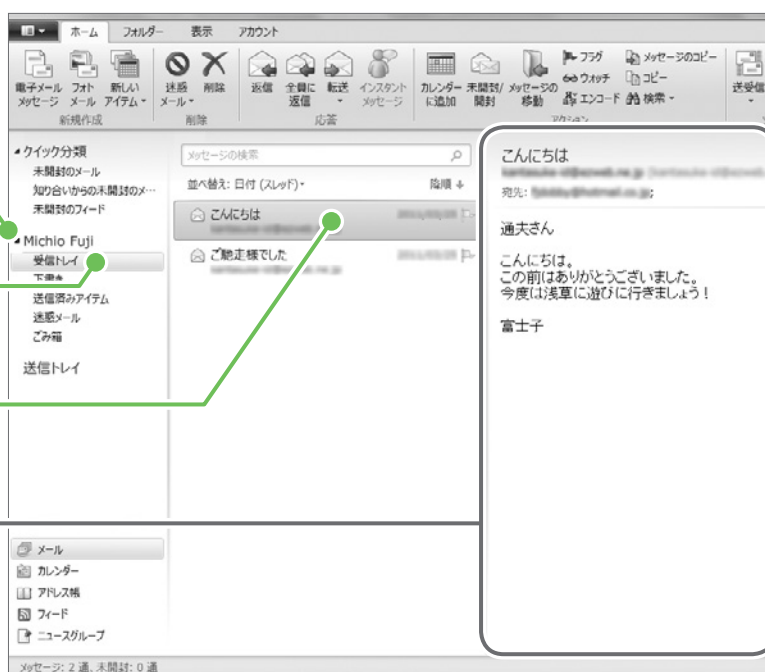 ホーム フォルダー 表示 アカウント
電子メール メッセージ
フォト メール
新しい アイテム
新規作成
迷惑 メール
削除
削除
返信
全員に 返信
転送
インスタント メッセージ
応答
カレンダー に追加
未開封/ 開封
メッセージの 移動
フラグ
ウォッチ
エンコード
メッセージのコピー
コピー
検索
アクション
送受信
クイック分類
未開封のメール
知り合いからの未開封のメ…
未開封のフィード
Michio Fuji
受信トレイ
下書き
送信済みアイテム
迷惑メール
ごみ箱
送信トレイ
メール
カレンダー
アドレス帳
フィード
ニュースグループ
メッセージの検索
並べ替え: 日付 (スレッド) 降順
こんにちは
ご馳走様でした
こんにちは
宛先:
通夫さん
こんにちは。
この前はありがとうございました。
今度は浅草に遊びに行きましょう！
富士子
メッセージ: 2 通、未開封: 0 通